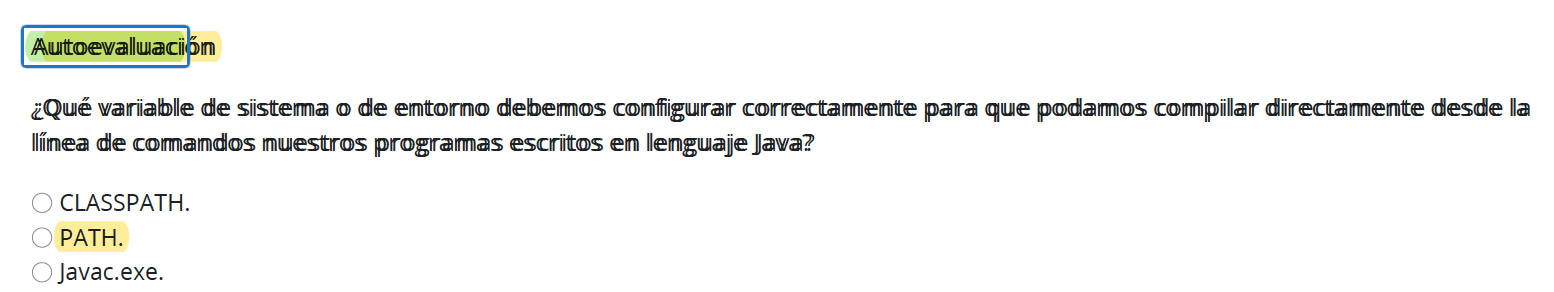 Autoevaluación
¿Qué variable de sistema o de entorno debemos configurar correctamente para que podamos compilar directamente desde la
línea de comandos nuestros programas escritos en lenguaje Java?
CLASSPATH.
PATH.
Javac.exe.